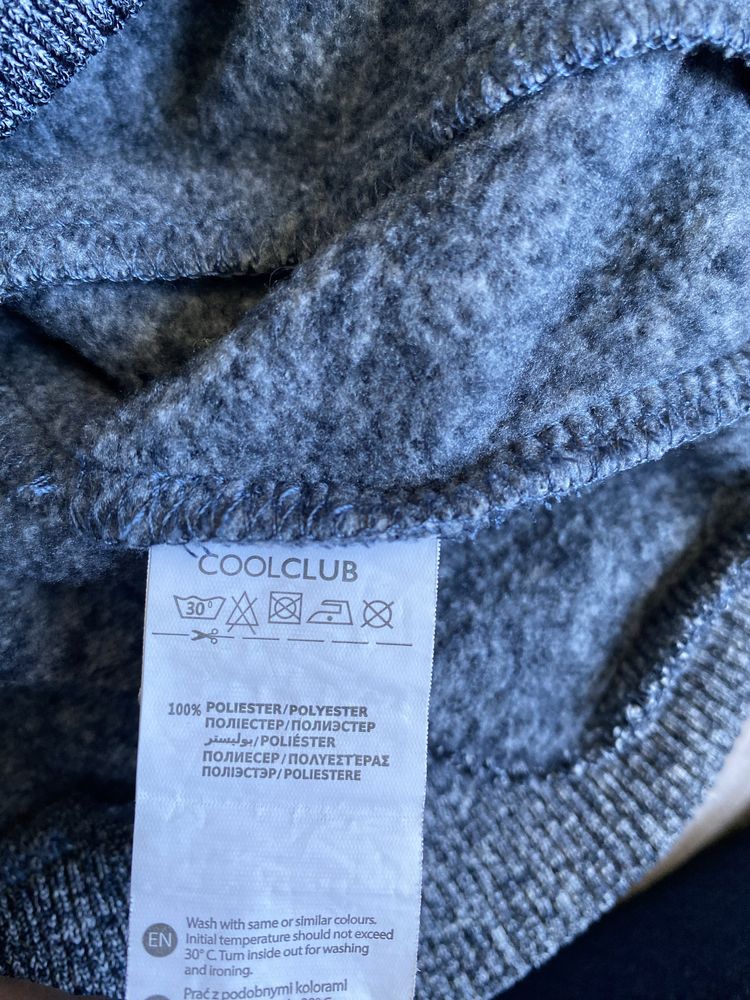 COOLCLUB
30°
100% POLIESTER/POLYESTER
ПОЛІЕСТЕР/ПОЛИЭСТЕР
بوليستر/POLIÉSTER
ПОЛИЕСЕР/ΠΟΛΥΕΣΤΈΡΑΣ
ПОЛІЭСТЭР/POLIESTERE
EN
Wash with same or similar colours.
Initial temperature should not exceed
30° C. Turn inside out for washing
and ironing.
Prać z podobnymi kolorami